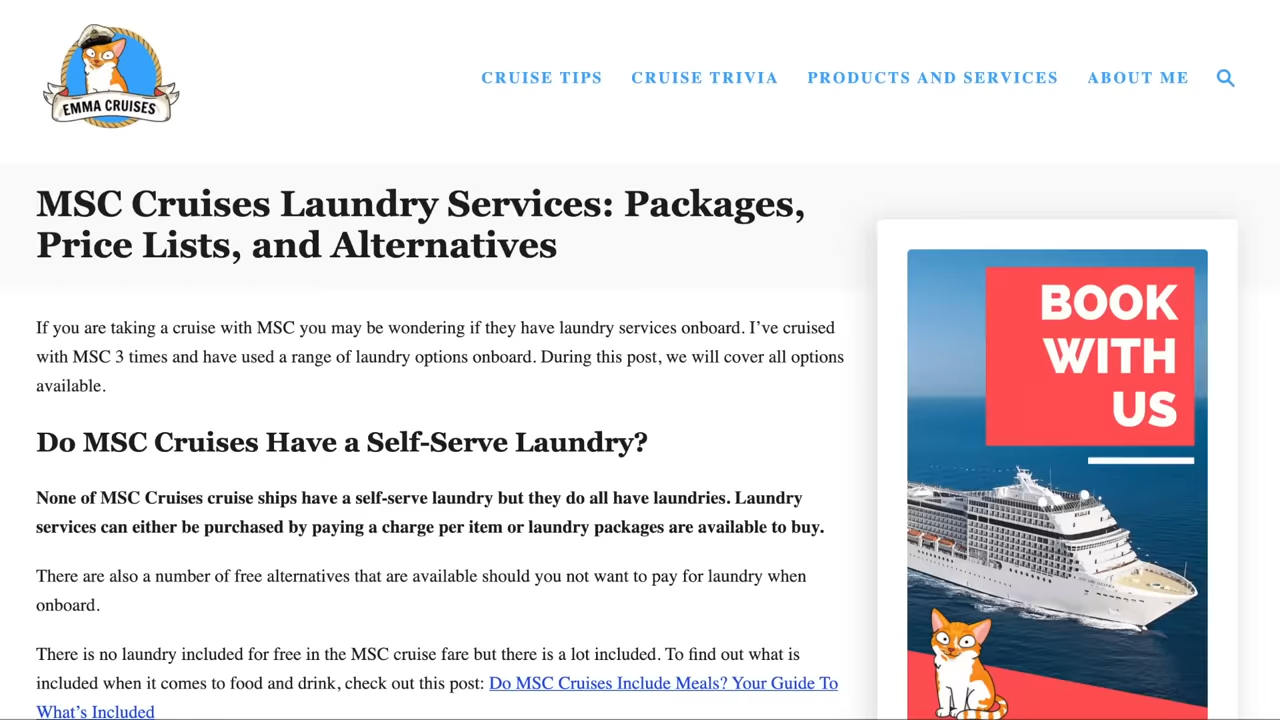 EMMA CRUISES
CRUISE TIPS
CRUISE TRIVIA
PRODUCTS AND SERVICES
ABOUT ME
MSC Cruises Laundry Services: Packages,
Price Lists, and Alternatives
If you are taking a cruise with MSC you may be wondering if they have laundry services onboard. I’ve cruised
with MSC 3 times and have used a range of laundry options onboard. During this post, we will cover all options
available.
Do MSC Cruises Have a Self-Serve Laundry?
None of MSC Cruises cruise ships have a self-serve laundry but they do all have laundries. Laundry
services can either be purchased by paying a charge per item or laundry packages are available to buy.
There are also a number of free alternatives that are available should you not want to pay for laundry when
onboard.
There is no laundry included for free in the MSC cruise fare but there is a lot included. To find out what is
included when it comes to food and drink, check out this post: Do MSC Cruises Include Meals? Your Guide To
What’s Included
BOOK
WITH
US